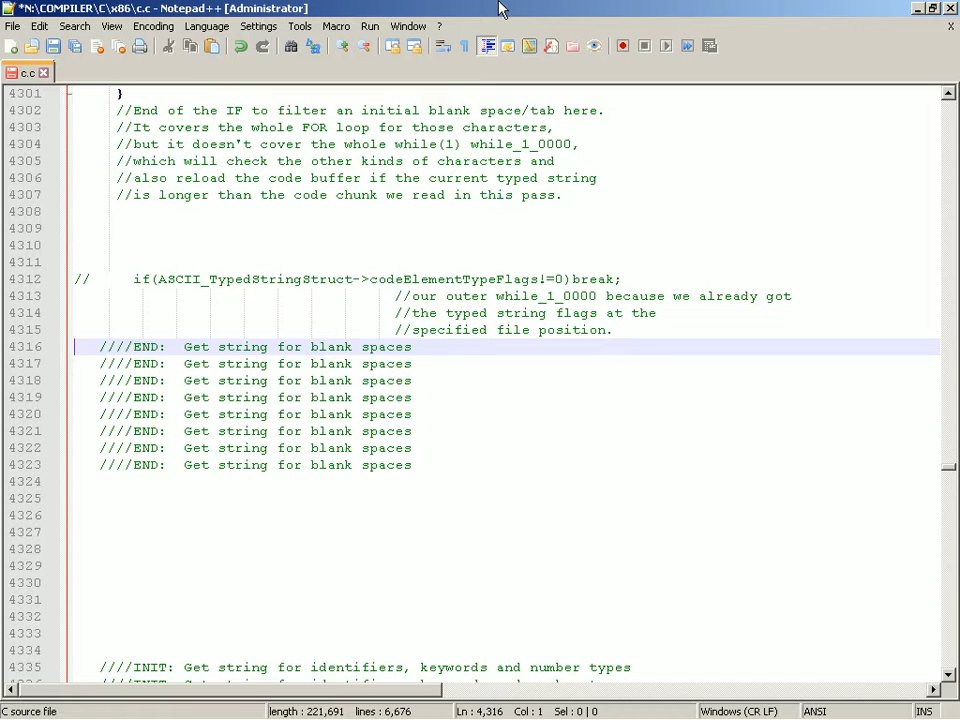 *N:\COMPILER\C\x86\c.c - Notepad++ [Administrator]
File Edit Search View Encoding Language Settings Tools Macro Run Window ? X
c.c
4301 }
4302 //End of the IF to filter an initial blank space/tab here.
4303 //It covers the whole FOR loop for those characters,
4304 //but it doesn't cover the whole while(1) while_1_0000,
4305 //which will check the other kinds of characters and
4306 //also reload the code buffer if the current typed string
4307 //is longer than the code chunk we read in this pass.
4308
4309
4310
4311
4312 // if(ASCII_TypedStringStruct->codeElementTypeFlags!=0)break;
4313 //our outer while_1_0000 because we already got
4314 //the typed string flags at the
4315 //specified file position.
4316 ////END: Get string for blank spaces
4317 ////END: Get string for blank spaces
4318 ////END: Get string for blank spaces
4319 ////END: Get string for blank spaces
4320 ////END: Get string for blank spaces
4321 ////END: Get string for blank spaces
4322 ////END: Get string for blank spaces
4323 ////END: Get string for blank spaces
4324
4325
4326
4327
4328
4329
4330
4331
4332
4333
4334
4335 ////INIT: Get string for identifiers, keywords and number types
C source file length : 221,691 lines : 6,676 Ln : 4,316 Col : 1 Sel : 0 | 0 Windows (CR LF) ANSI INS